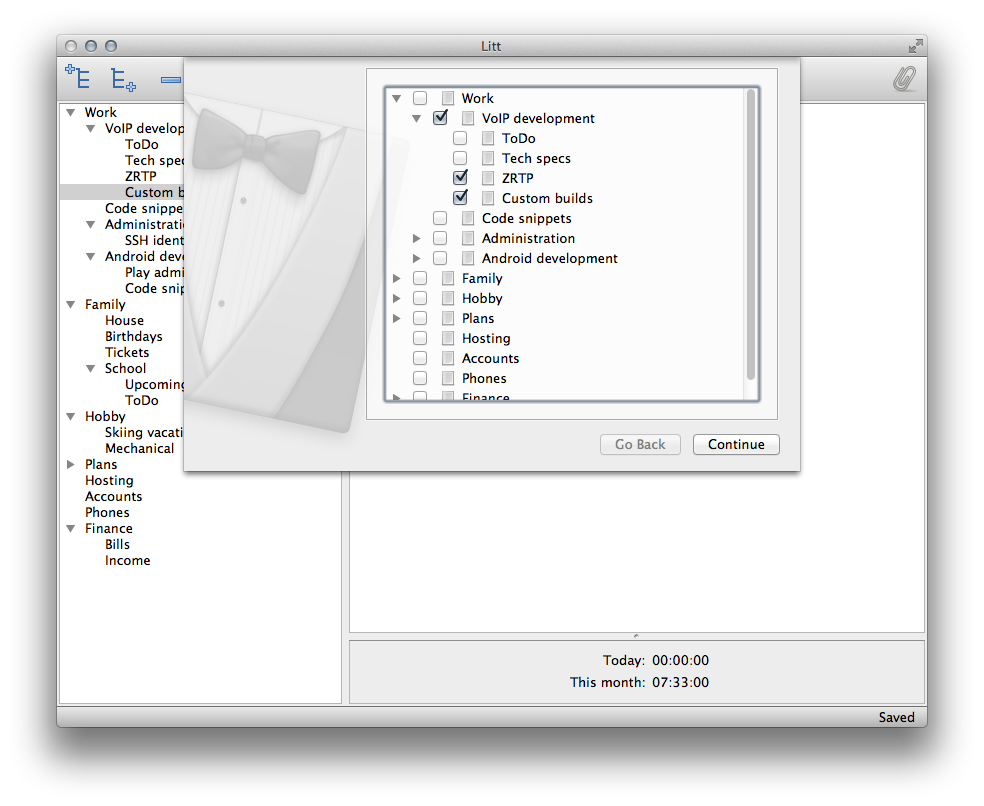 Litt
Work
VoIP develop
ToDo
Tech spec
ZRTP
Custom b
Code snippe
Administrati
SSH ident
Android deve
Play admi
Code snip
Family
House
Birthdays
Tickets
School
Upcoming
ToDo
Hobby
Skiing vacati
Mechanical
Plans
Hosting
Accounts
Phones
Finance
Bills
Income
Work
VoIP development
ToDo
Tech specs
ZRTP
Custom builds
Code snippets
Administration
Android development
Family
Hobby
Plans
Hosting
Accounts
Phones
Finance
Go Back Continue
Today: 00:00:00
This month: 07:33:00
Saved